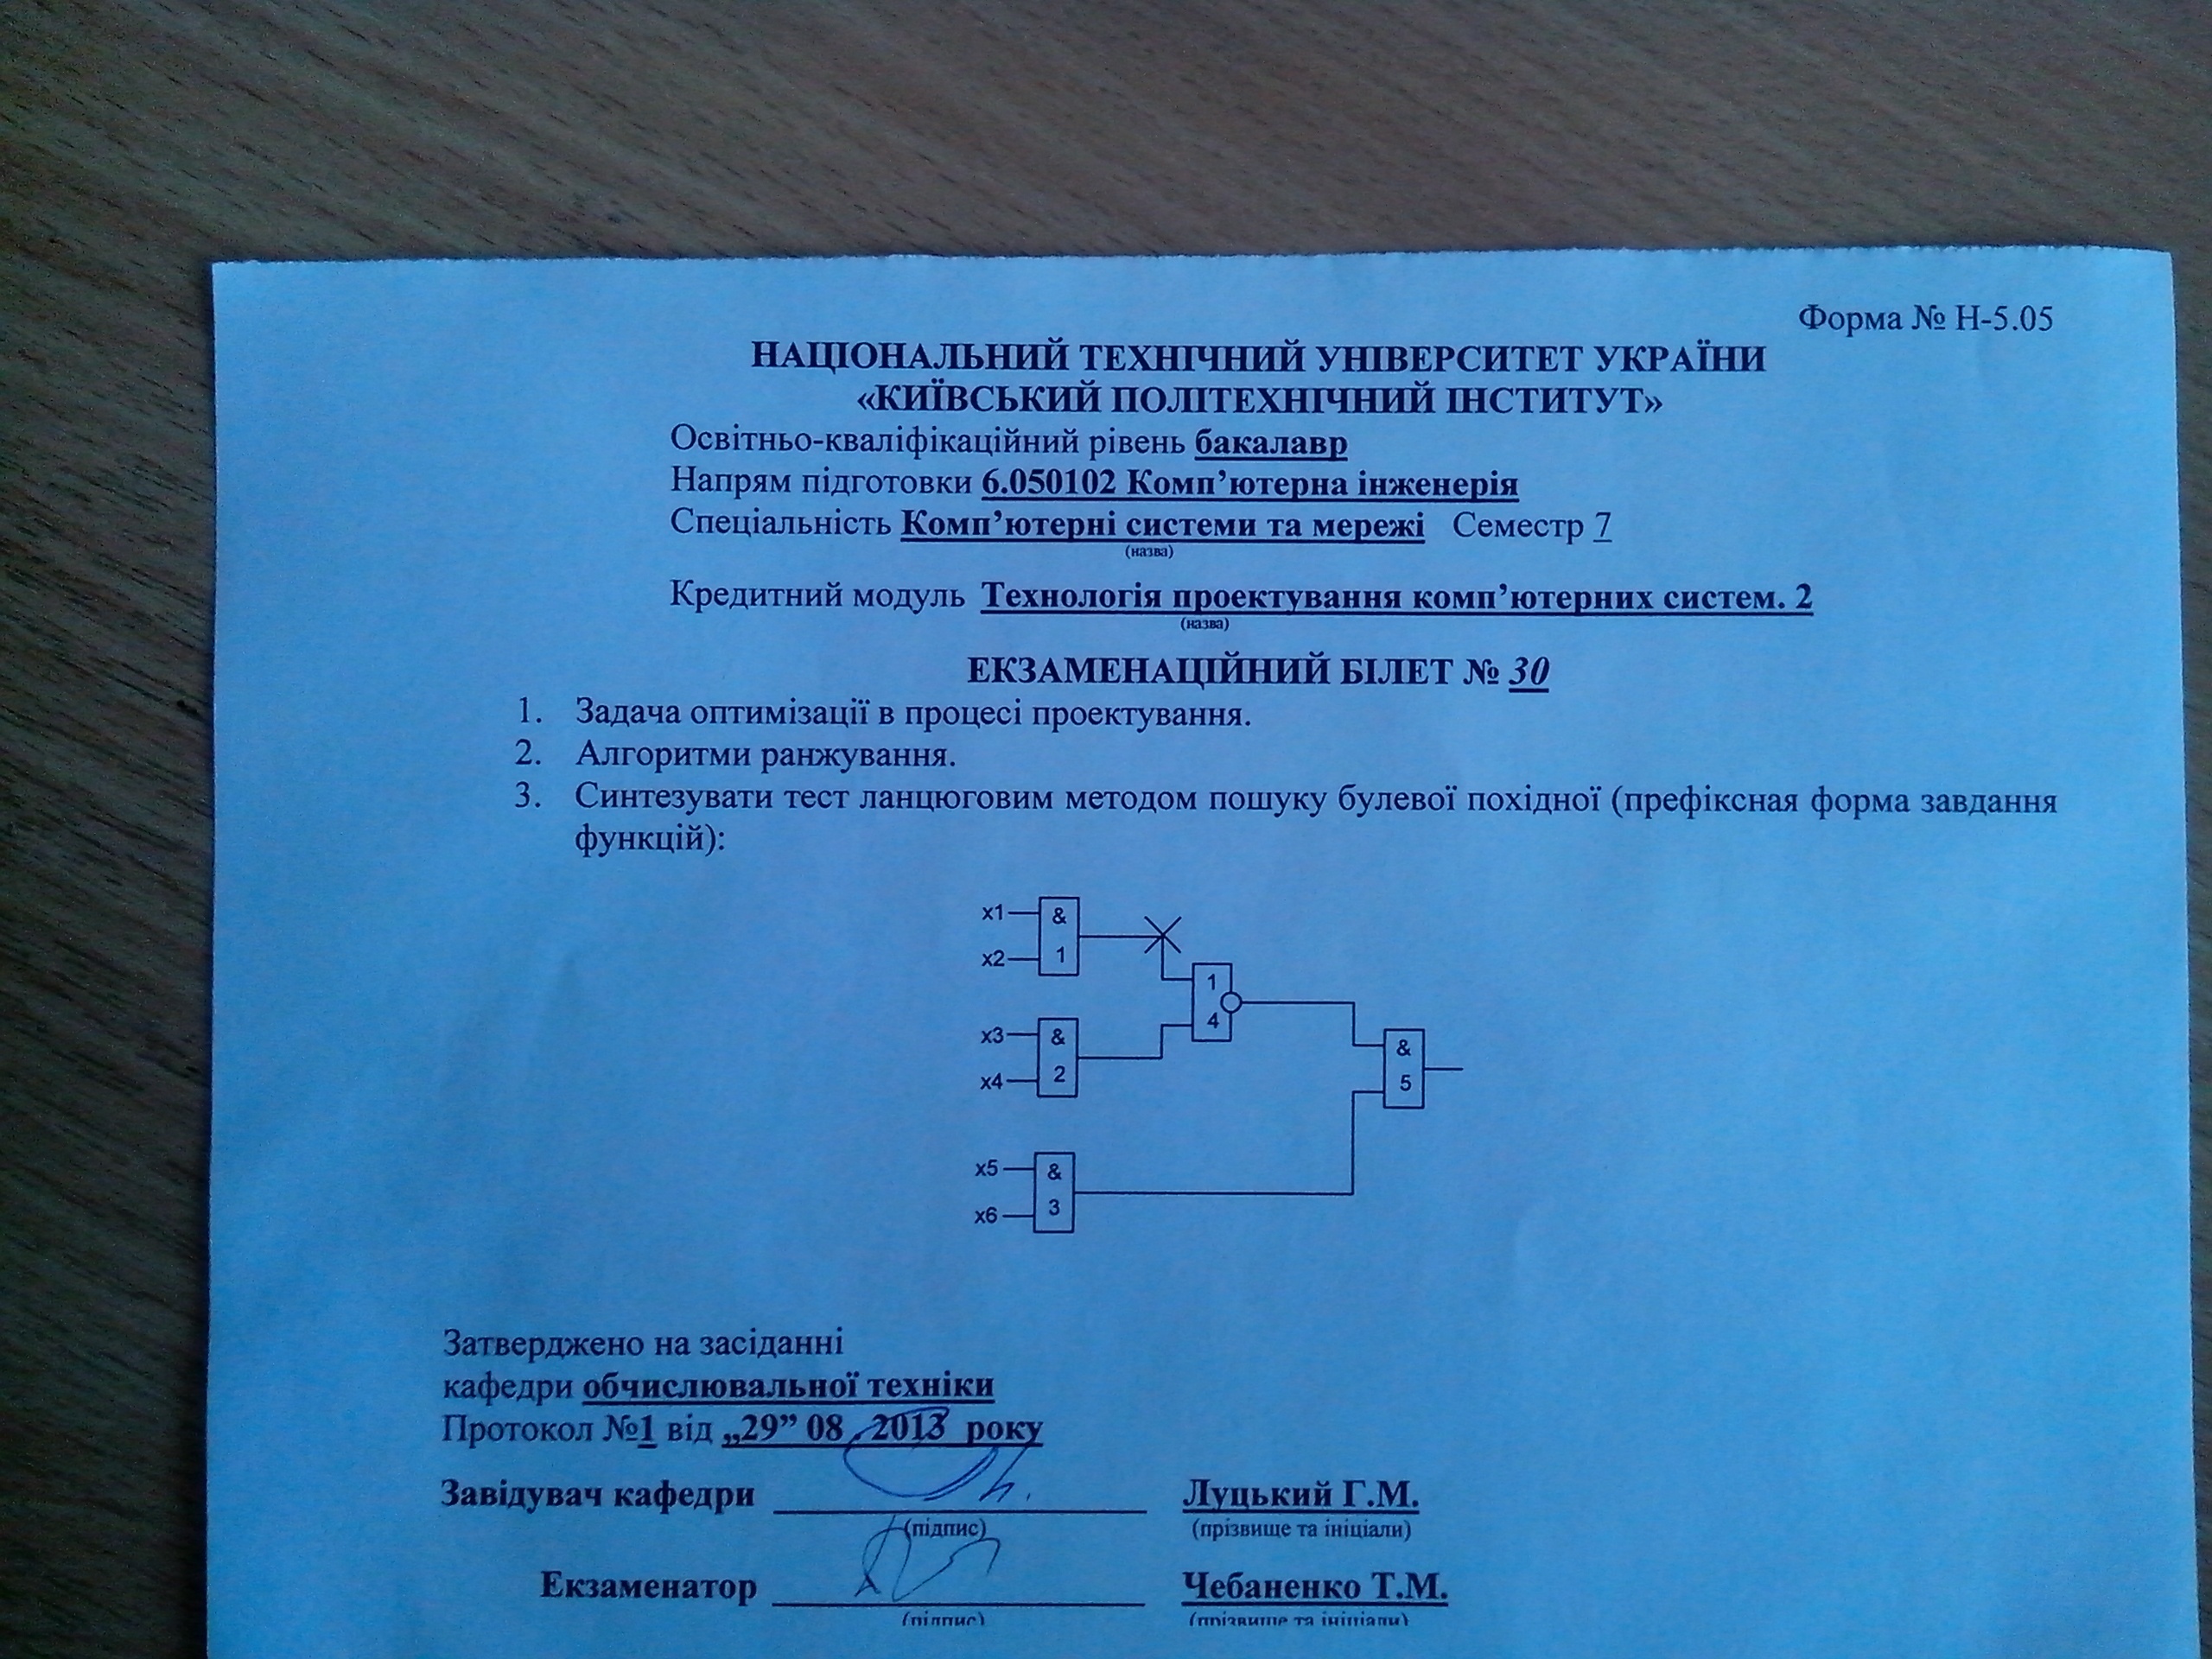 Форма № Н-5.05
НАЦІОНАЛЬНИЙ ТЕХНІЧНИЙ УНІВЕРСИТЕТ УКРАЇНИ
«КИЇВСЬКИЙ ПОЛІТЕХНІЧНИЙ ІНСТИТУТ»
Освітньо-кваліфікаційний рівень бакалавр
Напрям підготовки 6.050102 Комп’ютерна інженерія
Спеціальність Комп’ютерні системи та мережі Семестр 7
(назва)
Кредитний модуль Технологія проектування комп’ютерних систем. 2
(назва)
ЕКЗАМЕНАЦІЙНИЙ БІЛЕТ № 30
1. Задача оптимізації в процесі проектування.
2. Алгоритми ранжування.
3. Синтезувати тест ланцюговим методом пошуку булевої похідної (префіксная форма завдання
функцій):
x1
&
x2
1
1
x3
&
4
x4
2
&
5
x5
&
x6
3
Затверджено на засіданні
кафедри обчислювальної техніки
Протокол №1 від „29” 08 . 2013 року
Завідувач кафедри Луцький Г.М.
(підпис) (прізвище та ініціали)
Екзаменатор Чебаненко Т.М.
(підпис) (прізвище та ініціали)